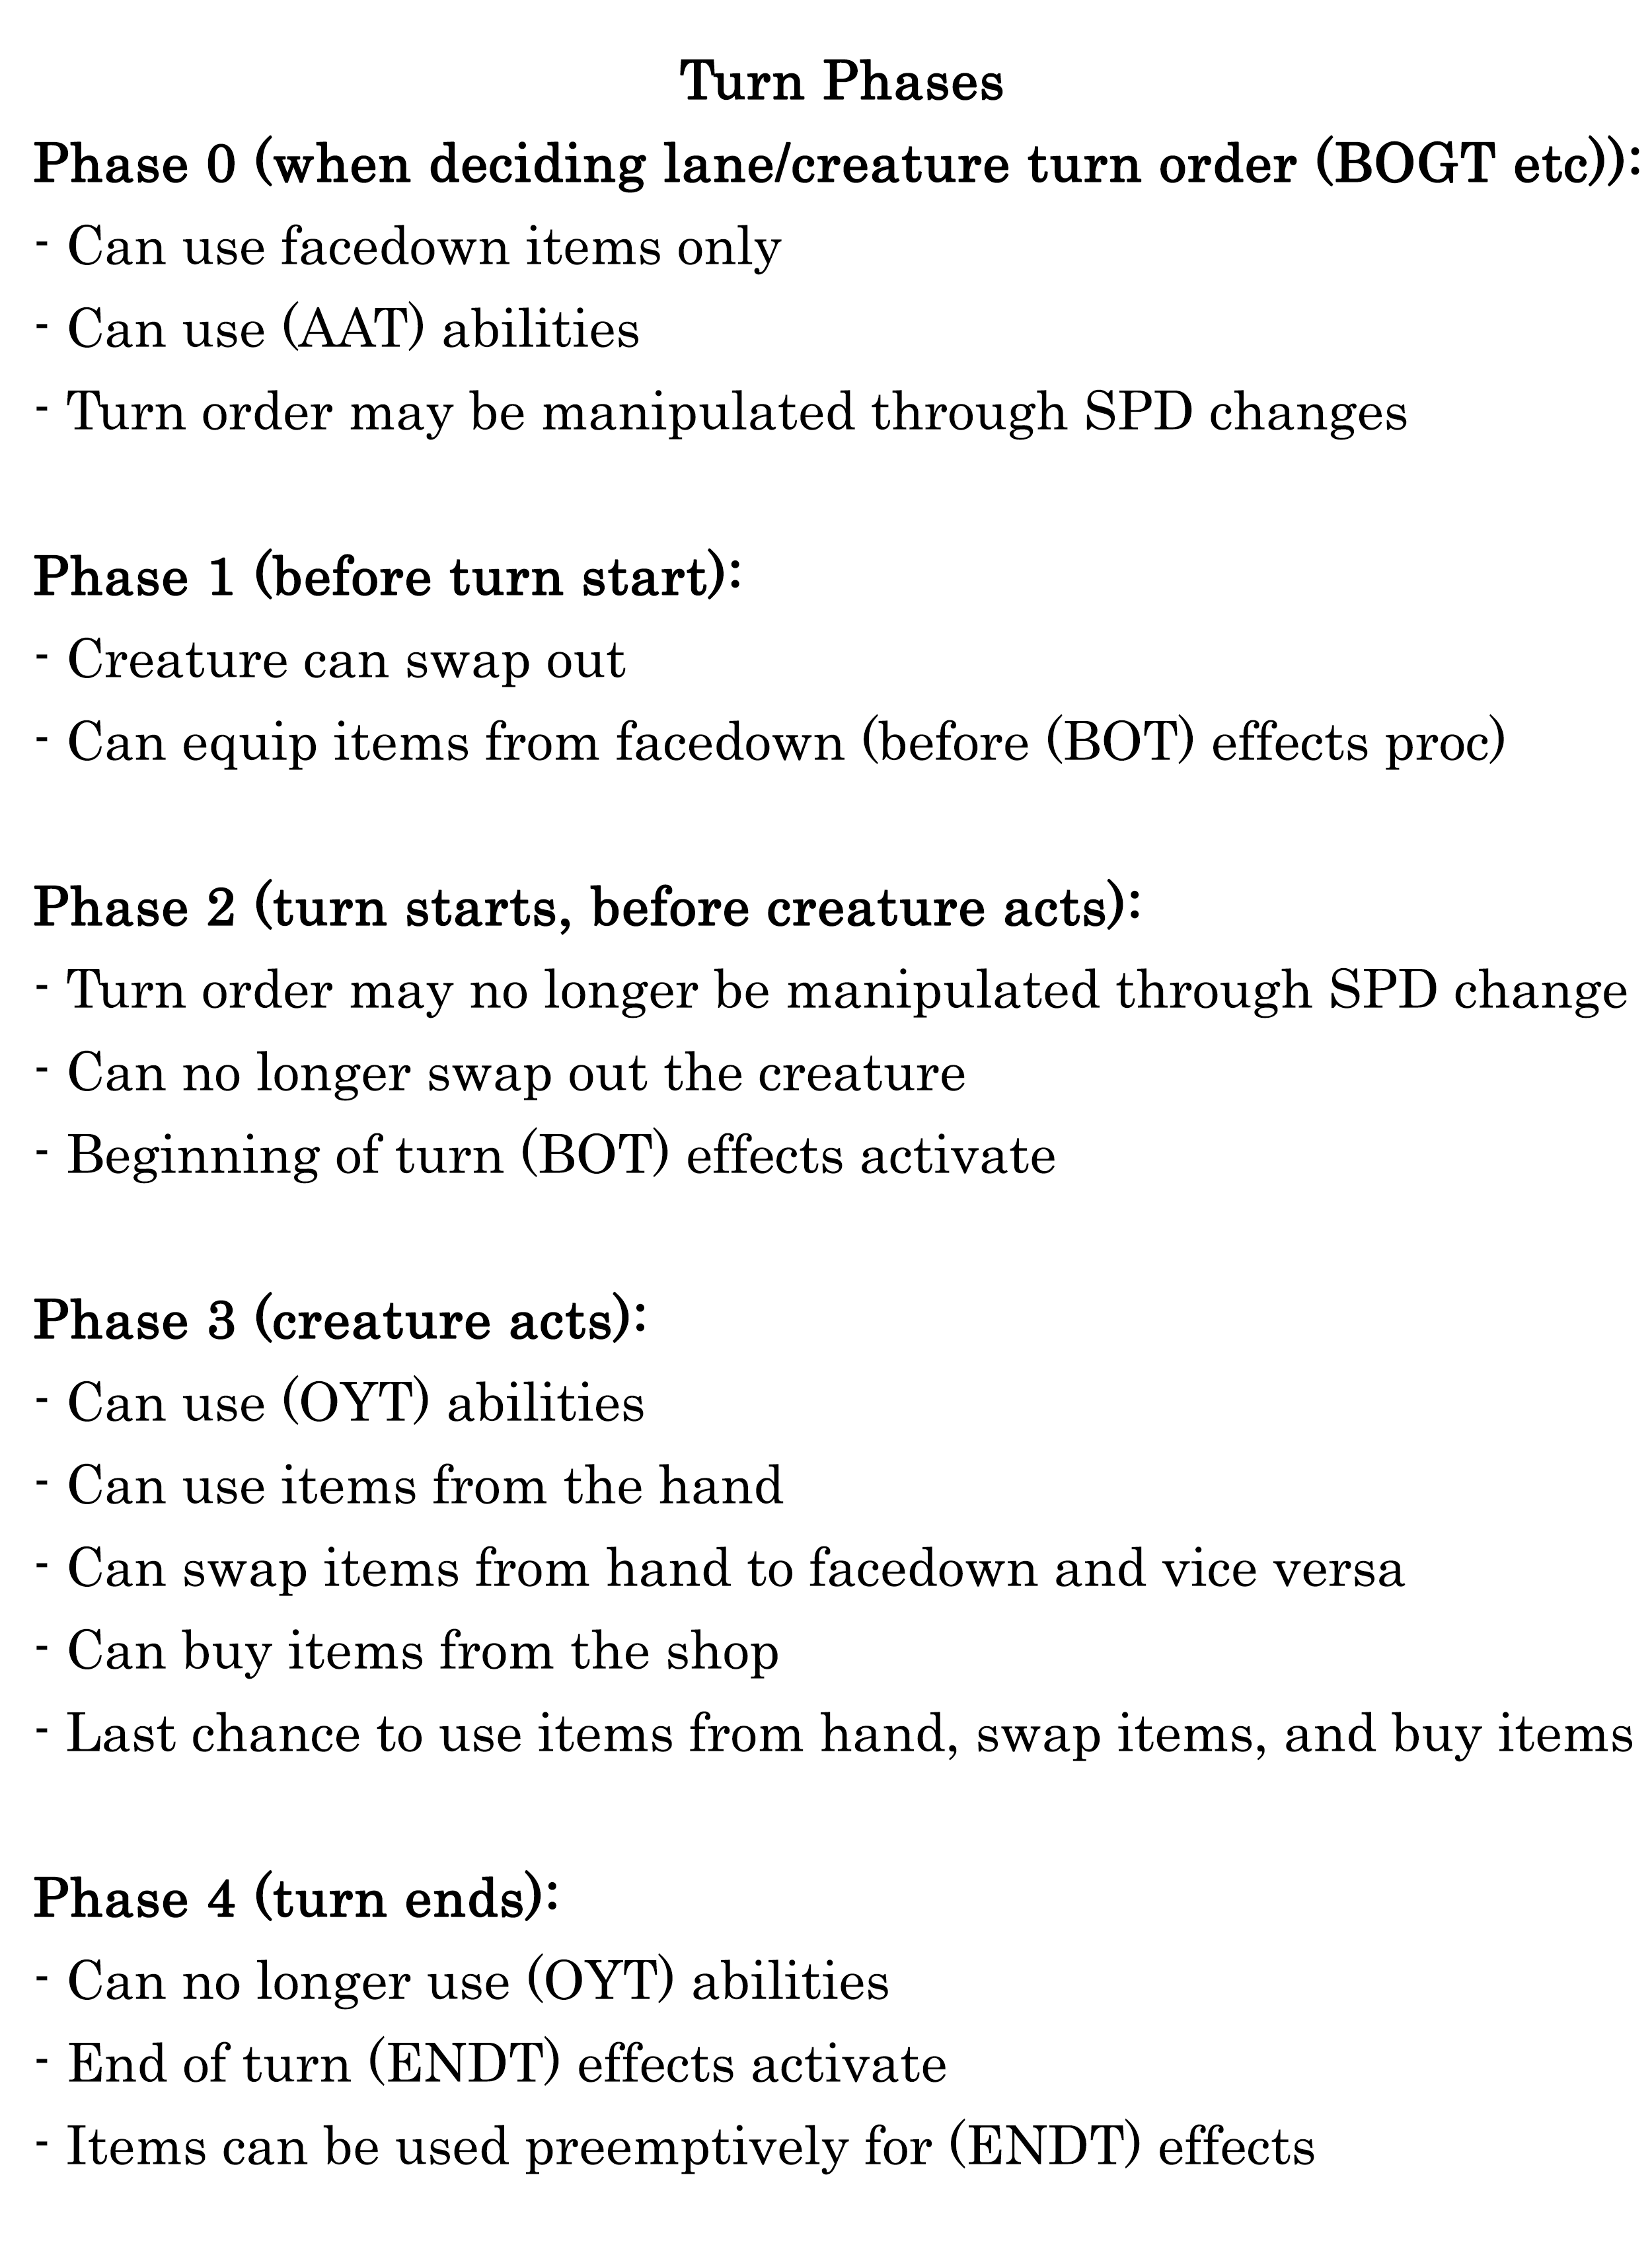 Turn Phases
Phase 0 (when deciding lane/creature turn order (BOGT etc)):
- Can use facedown items only
- Can use (AAT) abilities
- Turn order may be manipulated through SPD changes
Phase 1 (before turn start):
- Creature can swap out
- Can equip items from facedown (before (BOT) effects proc)
Phase 2 (turn starts, before creature acts):
- Turn order may no longer be manipulated through SPD change
- Can no longer swap out the creature
- Beginning of turn (BOT) effects activate
Phase 3 (creature acts):
- Can use (OYT) abilities
- Can use items from the hand
- Can swap items from hand to facedown and vice versa
- Can buy items from the shop
- Last chance to use items from hand, swap items, and buy items
Phase 4 (turn ends):
- Can no longer use (OYT) abilities
- End of turn (ENDT) effects activate
- Items can be used preemptively for (ENDT) effects